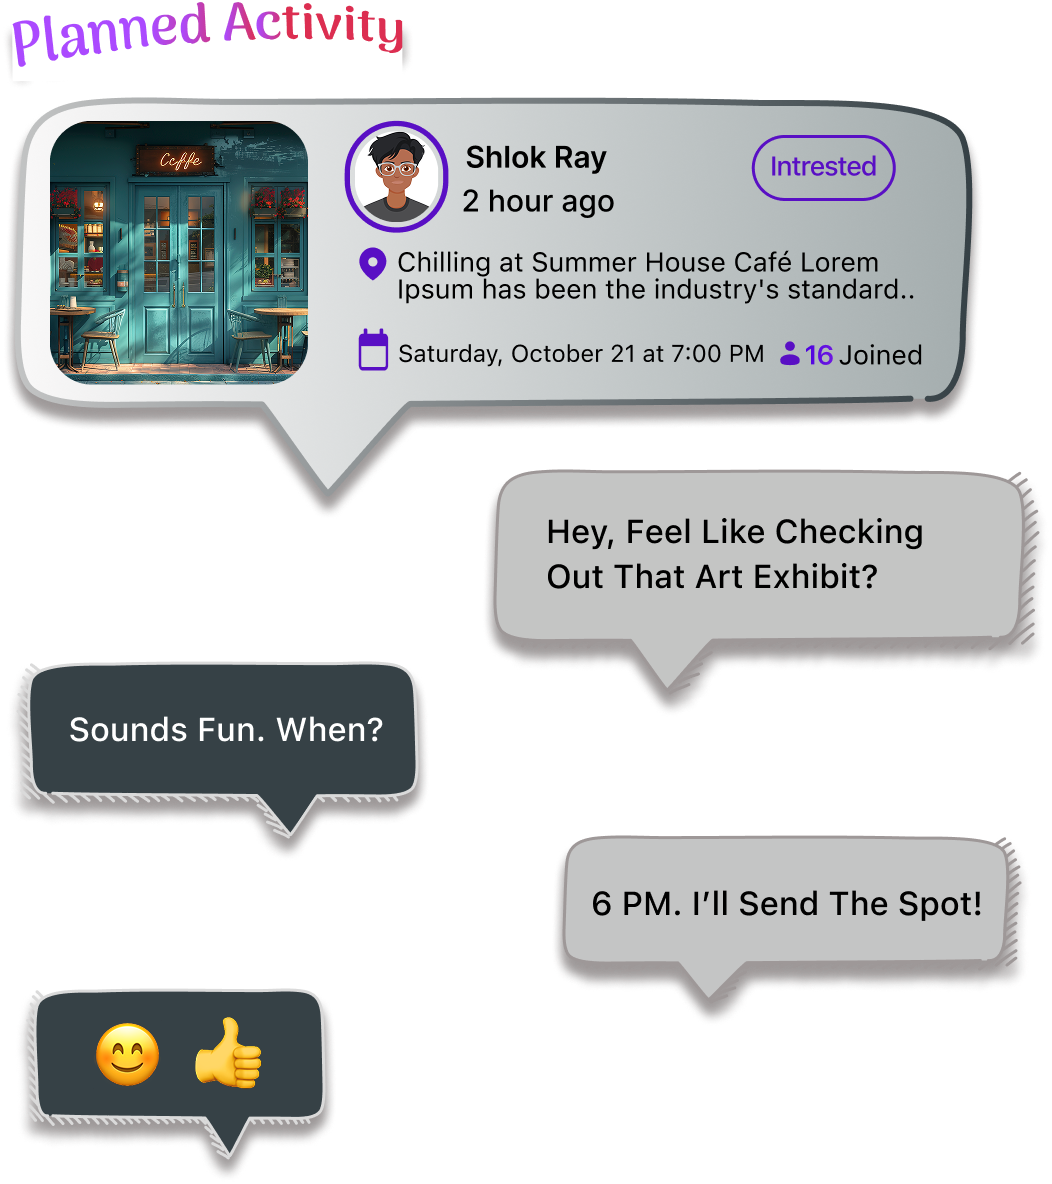 Planned Activity
Ccffe
Shlok Ray
Intrested
2 hour ago
Chilling at Summer House Café Lorem
Ipsum has been the industry's standard..
Saturday, October 21 at 7:00 PM
16 Joined
Hey, Feel Like Checking
Out That Art Exhibit?
Sounds Fun. When?
6 PM. I’ll Send The Spot!
😊 👍